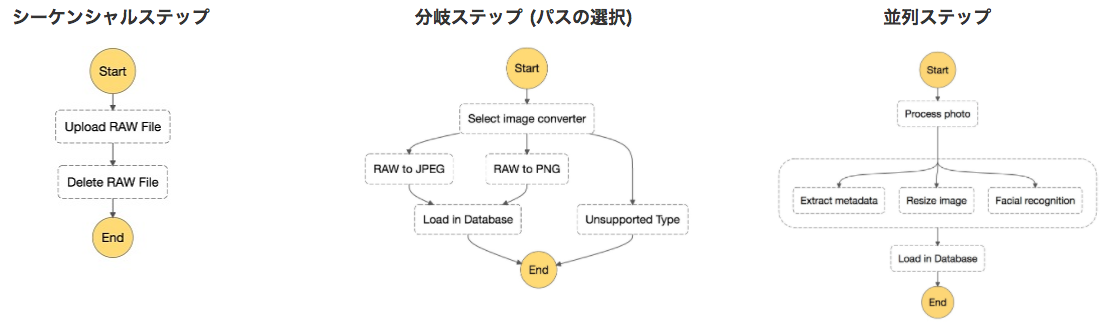 シーケンシャルステップ
Start
Upload RAW File
Delete RAW File
End
分岐ステップ (パスの選択)
Start
Select image converter
RAW to JPEG
RAW to PNG
Load in Database
Unsupported Type
End
並列ステップ
Start
Process photo
Extract metadata
Resize image
Facial recognition
Load in Database
End